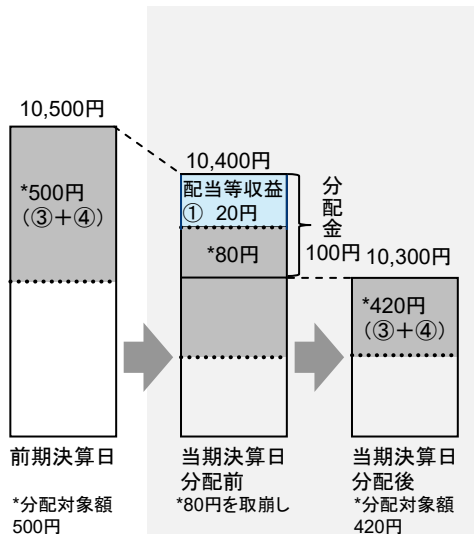 10,500円
*500円
（③＋④）
前期決算日
*分配対象額
500円
10,400円
配当等収益
① 20円
*80円
分配金
100円
当期決算日
分配前
*80円を取崩し
10,300円
*420円
（③＋④）
当期決算日
分配後
*分配対象額
420円